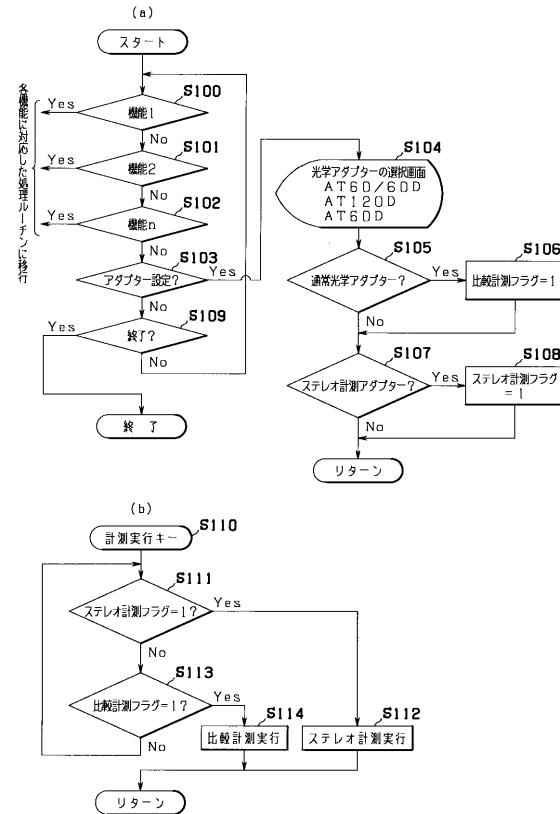 (a)
スタート
S100
機能1
Yes
No
S101
機能2
No
S102
機能n
No
各機能に対応した処理ルーチンに移行
S103
アダプター設定?
Yes
S109
終了?
Yes
No
終了
S104
光学アダプターの選択画面
AT60/60D
AT120D
AT60D
S105
通常光学アダプター?
Yes
No
S106
比較計測フラグ=1
S107
ステレオ計測アダプター?
Yes
No
S108
ステレオ計測フラグ
=1
リターン
(b)
計測実行キー
S110
S111
ステレオ計測フラグ=1?
Yes
No
S113
比較計測フラグ=1?
Yes
No
S114
比較計測実行
S112
ステレオ計測実行
リターン